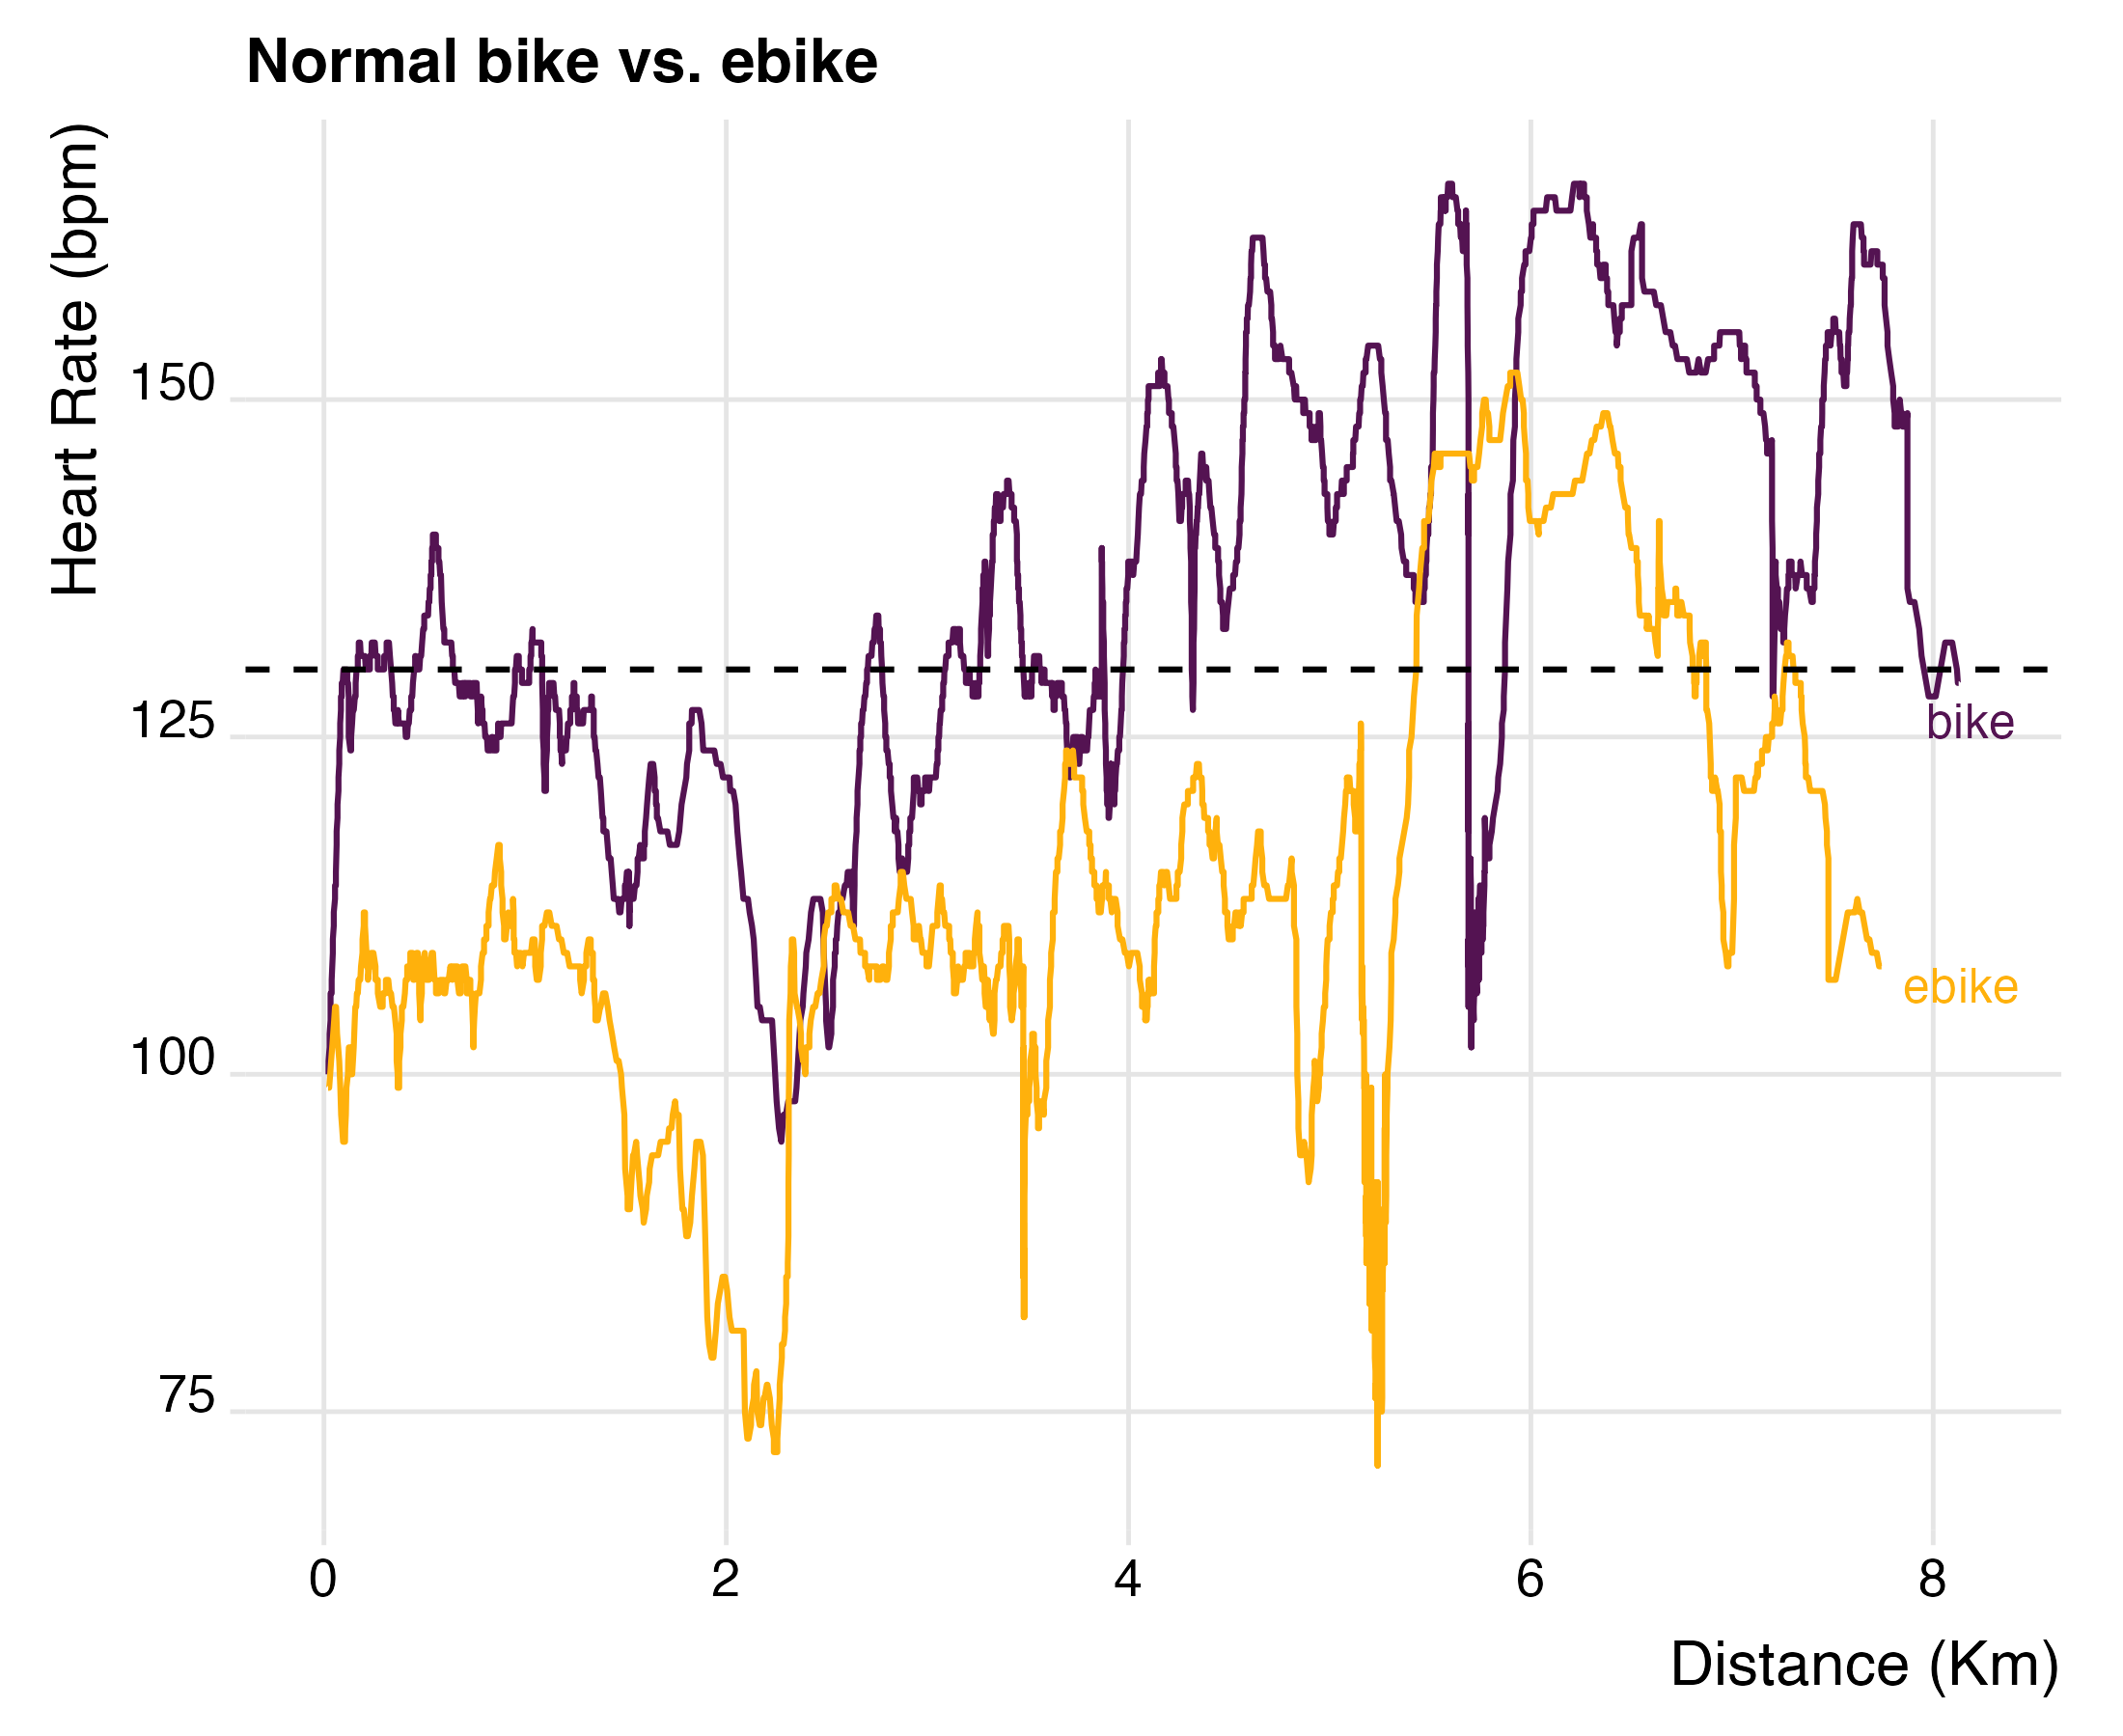 Normal bike vs. ebike
Heart Rate (bpm)
150
125
100
75
bike
ebike
0 2 4 6 8
Distance (Km)